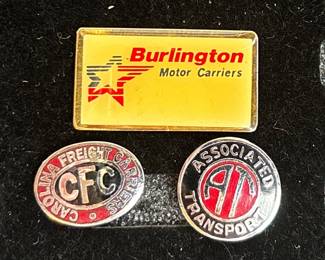 Burlington
Motor Carriers
CAROLINA FREIGHT CARRIERS
CFC
ASSOCIATED
TRANSPORT
AT